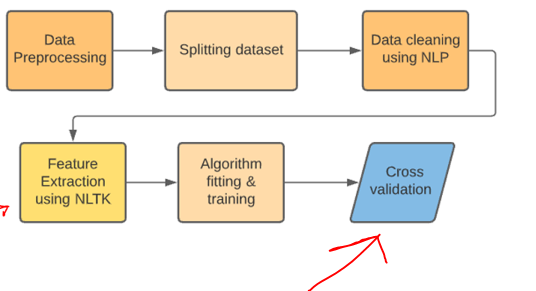 Data
Preprocessing
Splitting dataset
Data cleaning
using NLP
Feature
Extraction
using NLTK
Algorithm
fitting &
training
Cross
validation